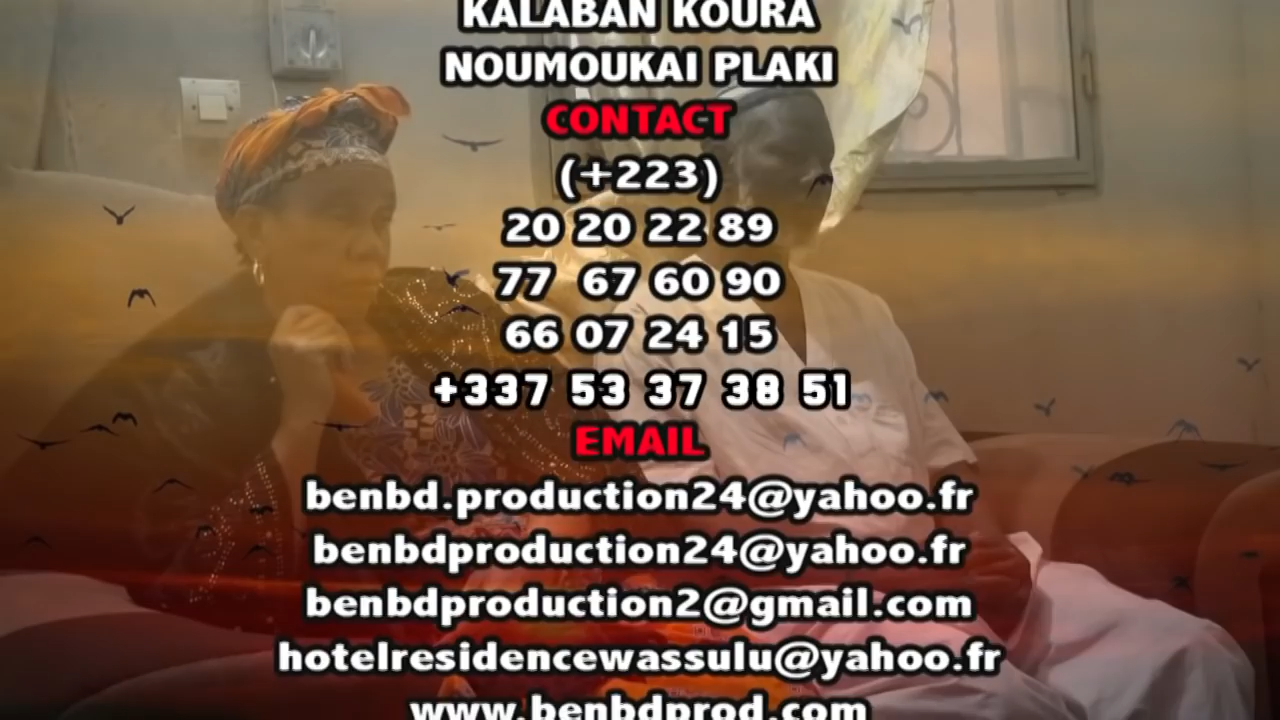 KALABAN KOURA
NOUMOUKAI PLAKI
CONTACT
(+223)
20 20 22 89
77 67 60 90
66 07 24 15
+337 53 37 38 51
EMAIL
benbd.production24@yahoo.fr
benbdproduction24@yahoo.fr
benbdproduction2@gmail.com
hotelresidencewassulu@yahoo.fr
www.benbdprod.com